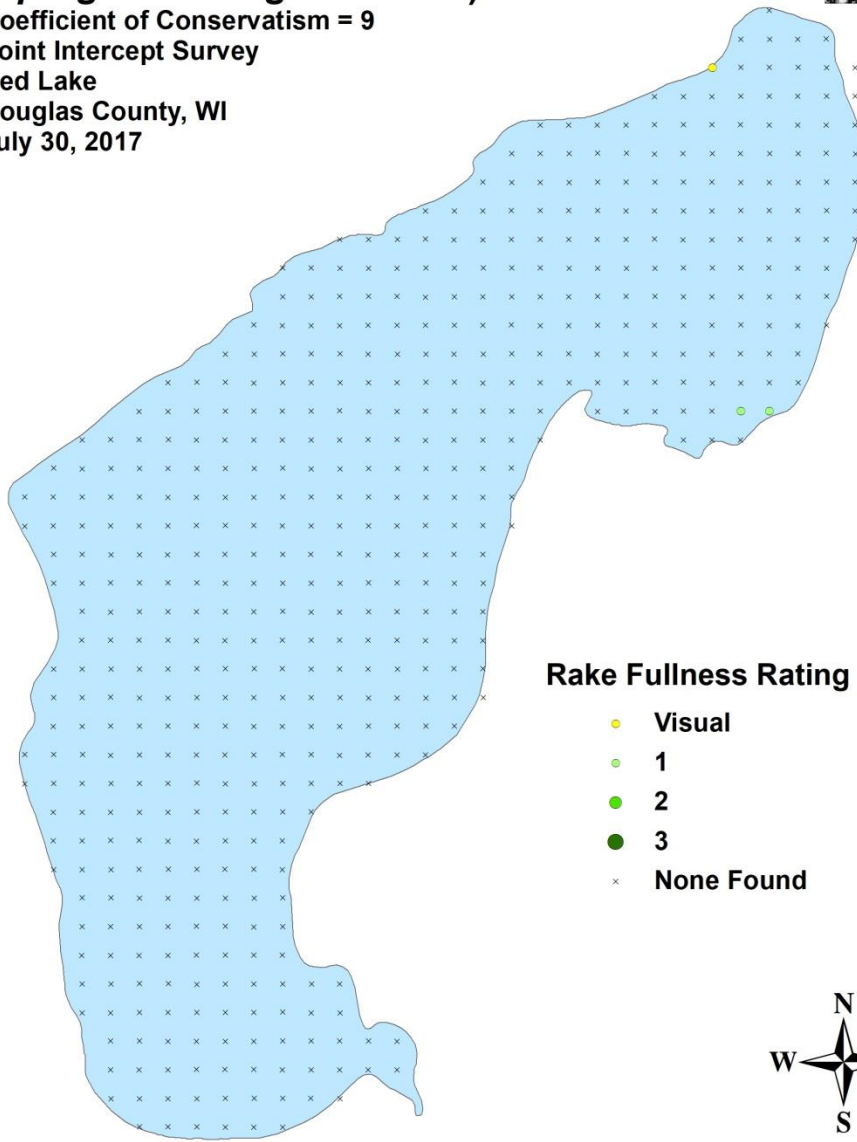 oefficient of Conservatism = 9
oint Intercept Survey
ed Lake
ouglas County, WI
uly 30, 2017
Rake Fullness Rating
Visual
1
2
3
None Found
N
W
S